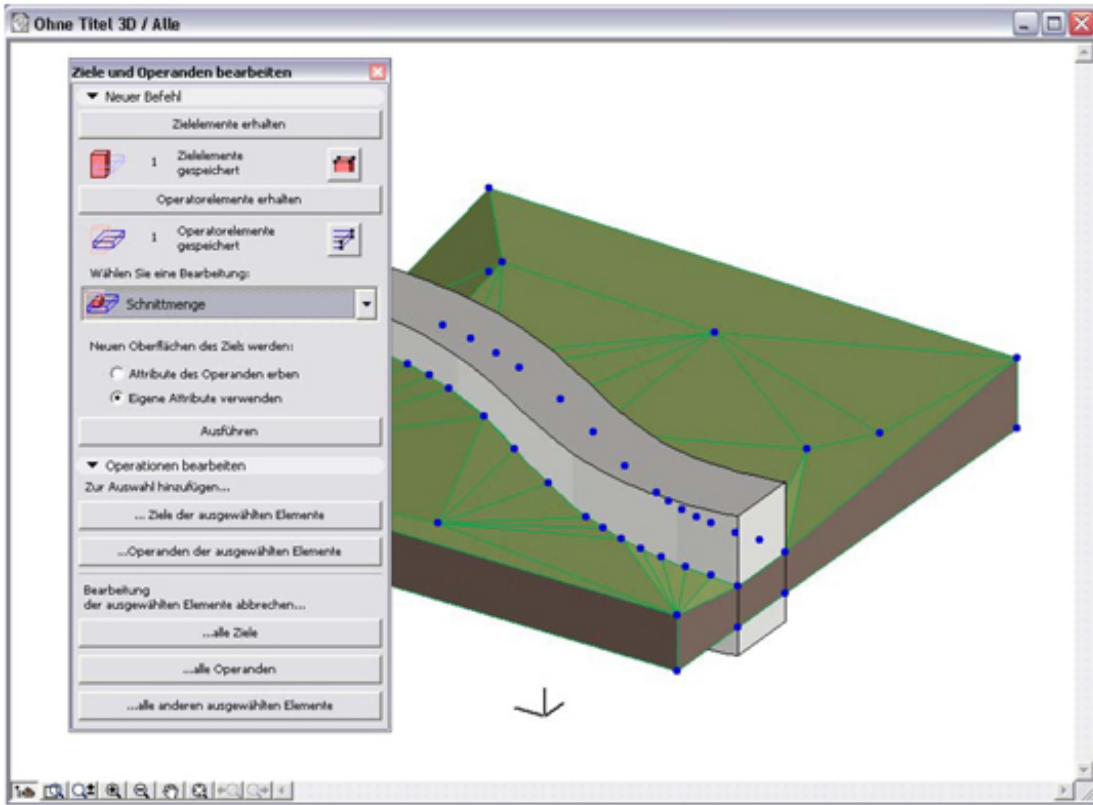 Ohne Titel 3D / Alle
Ziele und Operanden bearbeiten
Neuer Befehl
Zielelemente erhalten
1 Zielelemente
gespeichert
Operatorelemente erhalten
1 Operatorelemente
gespeichert
Wählen Sie eine Bearbeitung:
Schnittmenge
Neuen Oberflächen des Ziels werden:
Attribute des Operanden erben
Eigene Attribute verwenden
Ausführen
Operationen bearbeiten
Zur Auswahl hinzufügen...
... Ziele der ausgewählten Elemente
...Operanden der ausgewählten Elemente
Bearbeitung
der ausgewählten Elemente abbrechen...
...alle Ziele
...alle Operanden
...alle anderen ausgewählten Elemente